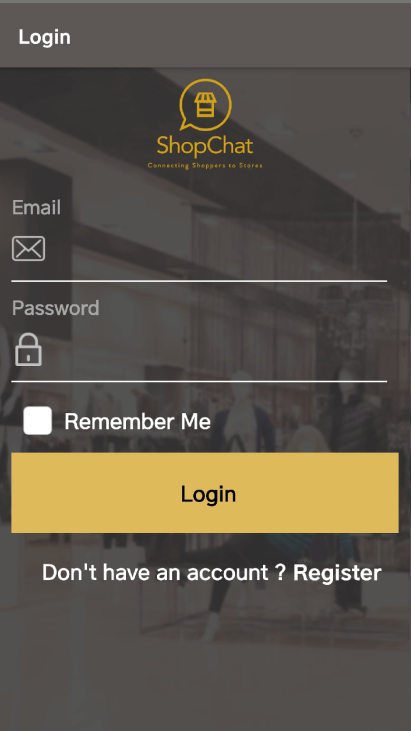 Login
ShopChat
Connecting Shoppers to Stores
Email
Password
Remember Me
Login
Don't have an account ? Register